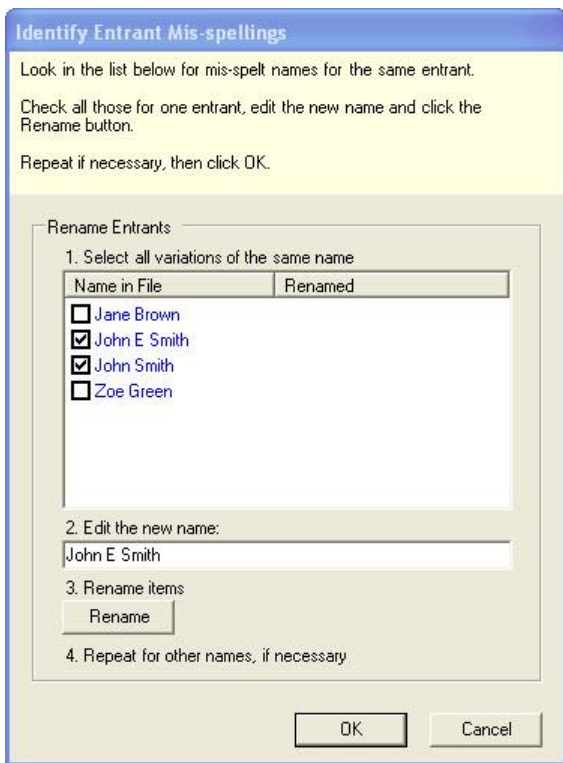 Identify Entrant Mis-spellings
Look in the list below for mis-spelt names for the same entrant.
Check all those for one entrant, edit the new name and click the
Rename button.
Repeat if necessary, then click OK.
Rename Entrants
1. Select all variations of the same name
Name in File Renamed
Jane Brown
John E Smith
John Smith
Zoe Green
2. Edit the new name:
John E Smith
3. Rename items
Rename
4. Repeat for other names, if necessary
OK Cancel